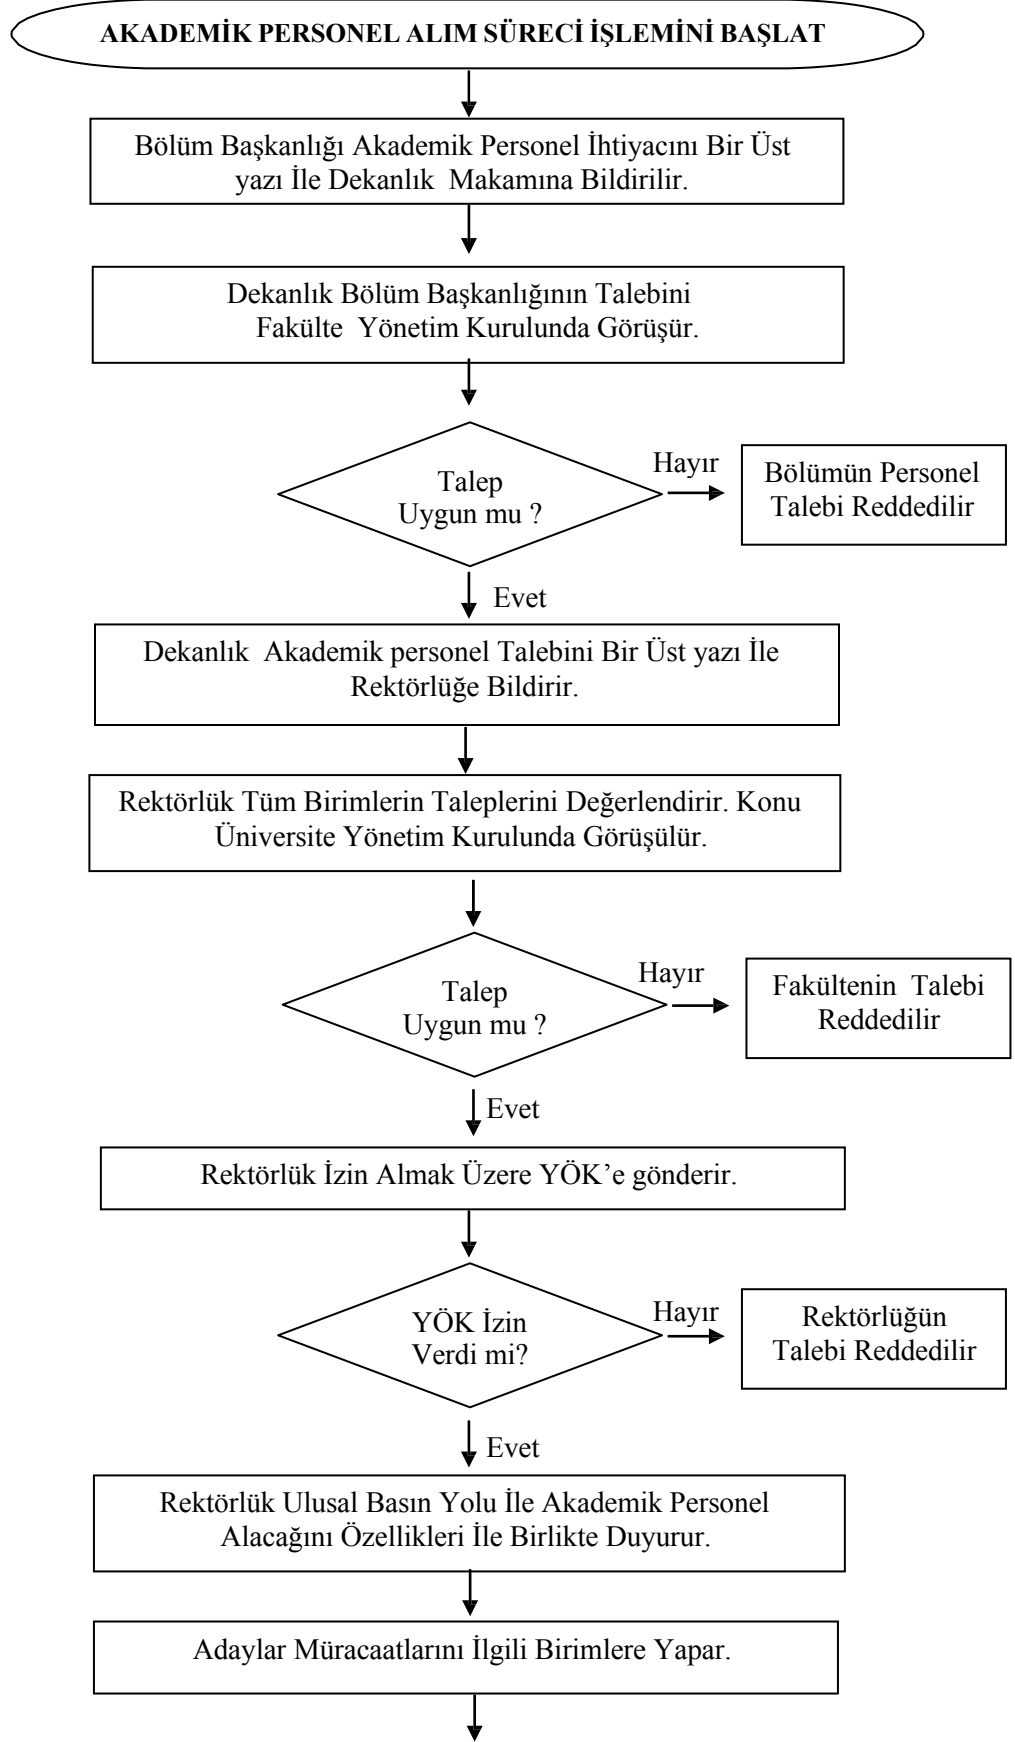 AKADEMİK PERSONEL ALIM SÜRECİ İŞLEMİNİ BAŞLAT
Bölüm Başkanlığı Akademik Personel İhtiyacını Bir Üst
yazı İle Dekanlık Makamına Bildirilir.
Dekanlık Bölüm Başkanlığının Talebini
Fakülte Yönetim Kurulunda Görüşür.
Talep
Uygun mu ?
Hayır
Bölümün Personel
Talebi Reddedilir
Evet
Dekanlık Akademik personel Talebini Bir Üst yazı İle
Rektörlüğe Bildirir.
Rektörlük Tüm Birimlerin Taleplerini Değerlendirir. Konu
Üniversite Yönetim Kurulunda Görüşülür.
Talep
Uygun mu ?
Hayır
Fakültenin Talebi
Reddedilir
Evet
Rektörlük İzin Almak Üzere YÖK’e gönderir.
YÖK İzin
Verdi mi?
Hayır
Rektörlüğün
Talebi Reddedilir
Evet
Rektörlük Ulusal Basın Yolu İle Akademik Personel
Alacağını Özellikleri İle Birlikte Duyurur.
Adaylar Müracaatlarını İlgili Birimlere Yapar.